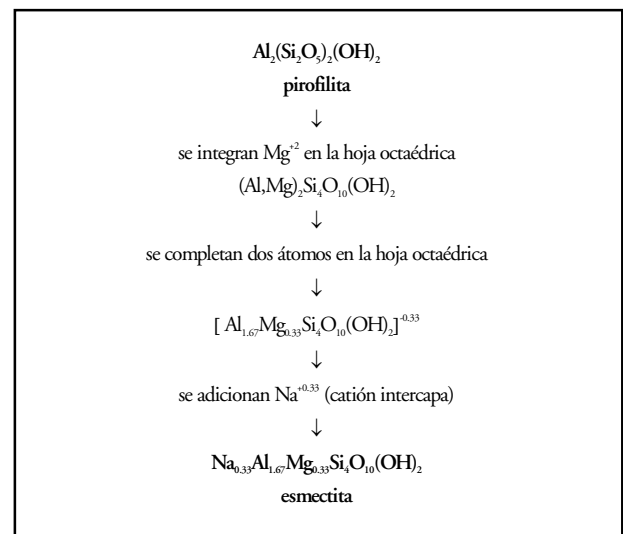 Al₂(Si₂O₅)₂(OH)₂
pirofilita
↓
se integran Mg⁺² en la hoja octaédrica
(Al,Mg)₂Si₄O₁₀(OH)₂
↓
se completan dos átomos en la hoja octaédrica
↓
[ Al₁.₆₇Mg₀.₃₃Si₄O₁₀(OH)₂]⁻⁰·³³
↓
se adicionan Na⁺⁰·³³ (catión intercapa)
↓
Na₀.₃₃Al₁.₆₇Mg₀.₃₃Si₄O₁₀(OH)₂
esmectita